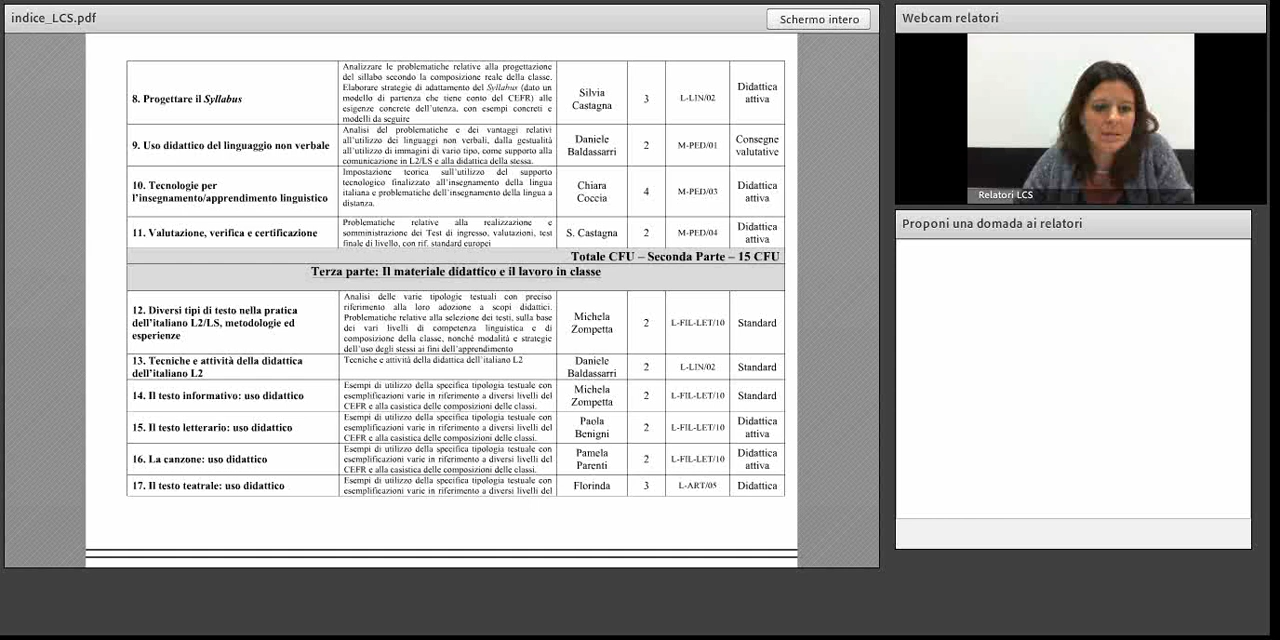 indice_LCS.pdf
Schermo intero
8. Progettare il Syllabus
Analizzare le problematiche relative alla progettazione
del sillabo secondo la composizione reale della classe.
Elaborare strategie di adattamento del Syllabus (dato un
modello di partenza che tiene conto del CEFR) alle
esigenze concrete dell'utenza, con esempi concreti e
modelli da seguire
Silvia
Castagna
3
L-LIN/02
Didattica
attiva
9. Uso didattico del linguaggio non verbale
Analisi del problematiche e dei vantaggi relativi
all'utilizzo dei linguaggi non verbali, dalla gestualità
all'utilizzo di immagini di vario tipo, come supporto alla
comunicazione in L2/LS e alla didattica della stessa.
Daniele
Baldassarri
2
M-PED/01
Consegne
valutative
10. Tecnologie per
l'insegnamento/apprendimento linguistico
Impostazione teorica sull'utilizzo del supporto
tecnologico finalizzato all'insegnamento della lingua
italiana e problematiche dell'insegnamento della lingua a
distanza.
Chiara
Coccia
4
M-PED/03
Didattica
attiva
11. Valutazione, verifica e certificazione
Problematiche relative alla realizzazione e
somministrazione dei Test di ingresso, valutazioni, test
finale di livello, con rif. standard europei
S. Castagna
2
M-PED/04
Didattica
attiva
Totale CFU – Seconda Parte – 15 CFU
Terza parte: Il materiale didattico e il lavoro in classe
12. Diversi tipi di testo nella pratica
dell'italiano L2/LS, metodologie ed
esperienze
Analisi delle varie tipologie testuali con preciso
riferimento alla loro adozione a scopi didattici.
Problematiche relative alla selezione dei testi, sulla base
dei vari livelli di competenza linguistica e di
composizione della classe, nonché modalità e strategie
dell'uso degli stessi ai fini dell'apprendimento
Michela
Zompetta
2
L-FIL-LET/10
Standard
13. Tecniche e attività della didattica
dell'italiano L2
Tecniche e attività della didattica dell'italiano L2
Daniele
Baldassarri
2
L-LIN/02
Standard
14. Il testo informativo: uso didattico
Esempi di utilizzo della specifica tipologia testuale con
esemplificazioni varie in riferimento a diversi livelli del
CEFR e alla casistica delle composizioni delle classi.
Michela
Zompetta
2
L-FIL-LET/10
Standard
15. Il testo letterario: uso didattico
Esempi di utilizzo della specifica tipologia testuale con
esemplificazioni varie in riferimento a diversi livelli del
CEFR e alla casistica delle composizioni delle classi.
Paola
Benigni
2
L-FIL-LET/10
Didattica
attiva
16. La canzone: uso didattico
Esempi di utilizzo della specifica tipologia testuale con
esemplificazioni varie in riferimento a diversi livelli del
CEFR e alla casistica delle composizioni delle classi.
Pamela
Parenti
2
L-FIL-LET/10
Didattica
attiva
17. Il testo teatrale: uso didattico
Esempi di utilizzo della specifica tipologia testuale con
esemplificazioni varie in riferimento a diversi livelli del
Florinda
3
L-ART/05
Didattica
Webcam relatori
Relatori LCS
Proponi una domada ai relatori